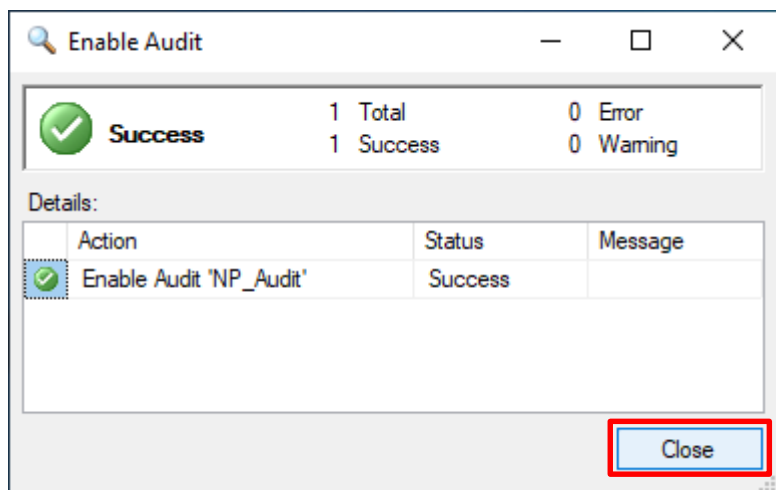 Enable Audit
Success
1 Total 0 Error
1 Success 0 Warning
Details:
Action Status Message
Enable Audit 'NP_Audit' Success
Close